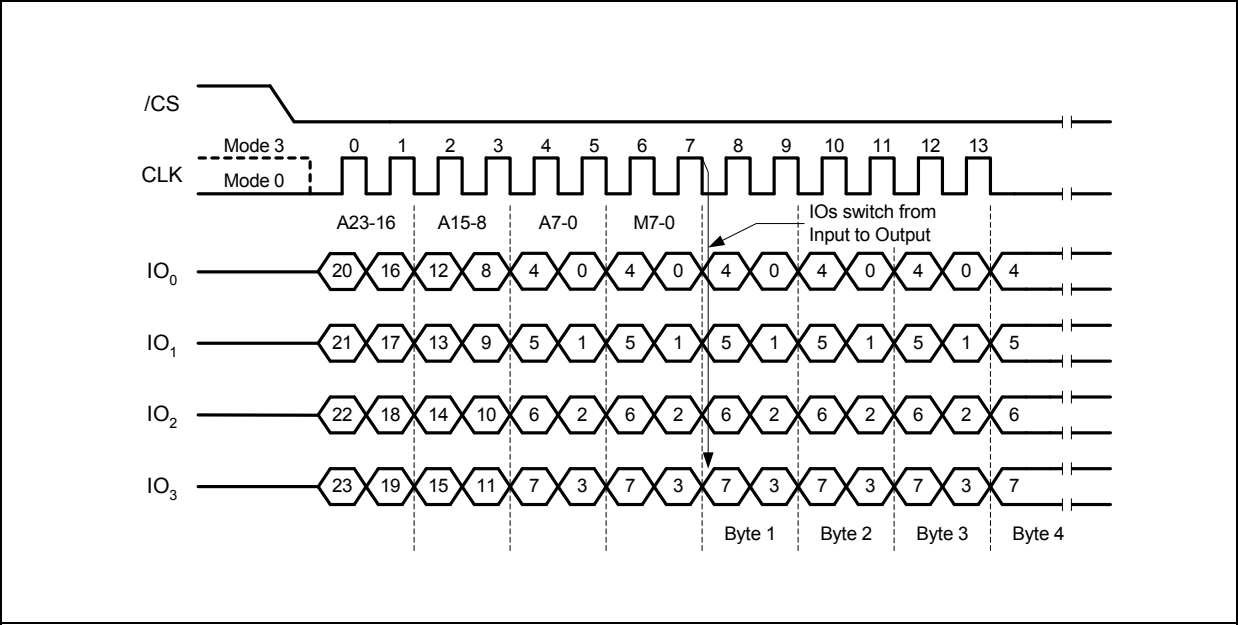 /CS
Mode 3 0 1 2 3 4 5 6 7 8 9 10 11 12 13
CLK
Mode 0
A23-16 A15-8 A7-0 M7-0
IOs switch from
Input to Output
IO0 20 16 12 8 4 0 4 0 4 0 4 0 4 0 4
IO1 21 17 13 9 5 1 5 1 5 1 5 1 5 1 5
IO2 22 18 14 10 6 2 6 2 6 2 6 2 6 2 6
IO3 23 19 15 11 7 3 7 3 7 3 7 3 7 3 7
Byte 1 Byte 2 Byte 3 Byte 4